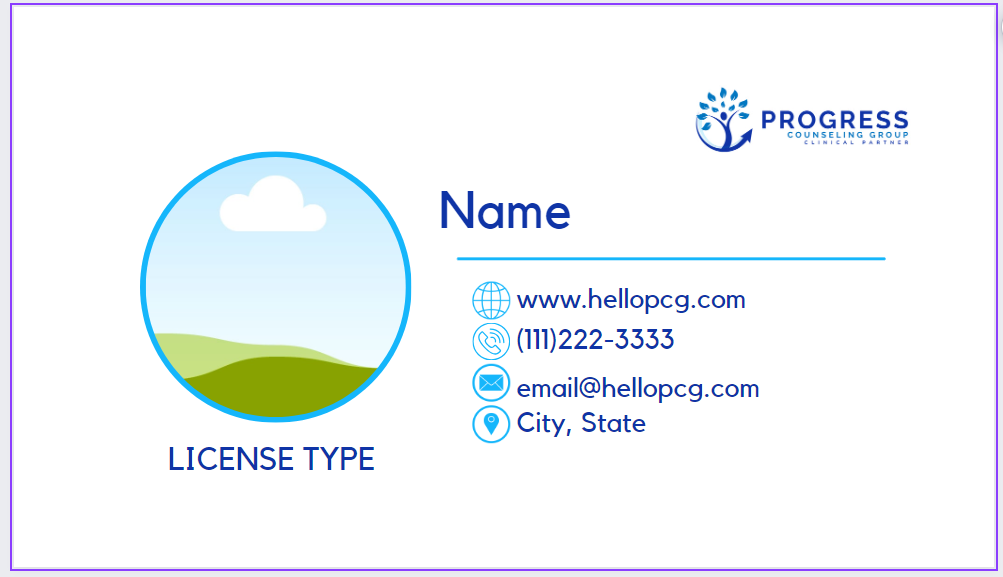 PROGRESS
COUNSELING GROUP
CLINICAL PARTNER
Name
www.hellopcg.com
(111)222-3333
email@hellopcg.com
City, State
LICENSE TYPE